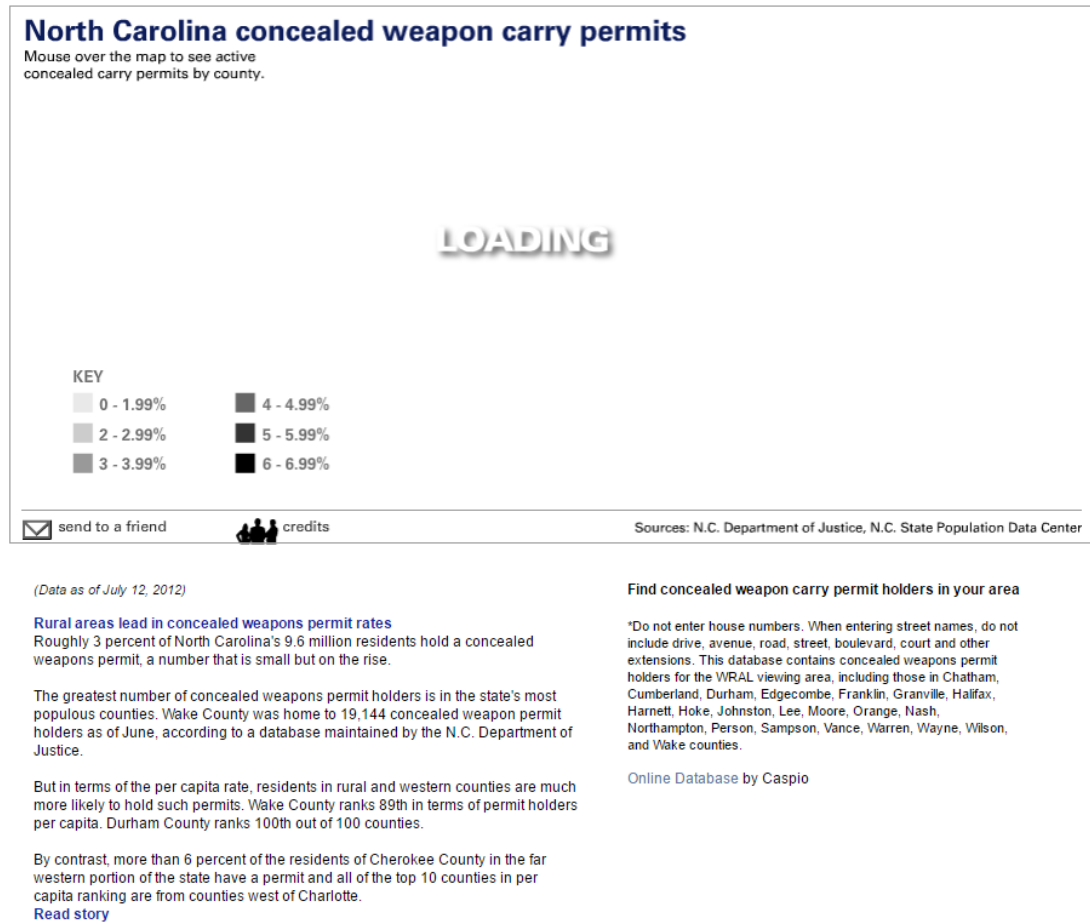 North Carolina concealed weapon carry permits
Mouse over the map to see active
concealed carry permits by county.
LOADING
KEY
0 - 1.99%
2 - 2.99%
3 - 3.99%
4 - 4.99%
5 - 5.99%
6 - 6.99%
send to a friend
credits
Sources: N.C. Department of Justice, N.C. State Population Data Center
(Data as of July 12, 2012)
Rural areas lead in concealed weapons permit rates
Roughly 3 percent of North Carolina's 9.6 million residents hold a concealed
weapons permit, a number that is small but on the rise.
The greatest number of concealed weapons permit holders is in the state's most
populous counties. Wake County was home to 19,144 concealed weapon permit
holders as of June, according to a database maintained by the N.C. Department of
Justice.
But in terms of the per capita rate, residents in rural and western counties are much
more likely to hold such permits. Wake County ranks 89th in terms of permit holders
per capita. Durham County ranks 100th out of 100 counties.
By contrast, more than 6 percent of the residents of Cherokee County in the far
western portion of the state have a permit and all of the top 10 counties in per
capita ranking are from counties west of Charlotte.
Read story
Find concealed weapon carry permit holders in your area
*Do not enter house numbers. When entering street names, do not
include drive, avenue, road, street, boulevard, court and other
extensions. This database contains concealed weapons permit
holders for the WRAL viewing area, including those in Chatham,
Cumberland, Durham, Edgecombe, Franklin, Granville, Halifax,
Harnett, Hoke, Johnston, Lee, Moore, Orange, Nash,
Northampton, Person, Sampson, Vance, Warren, Wayne, Wilson,
and Wake counties.
Online Database by Caspio